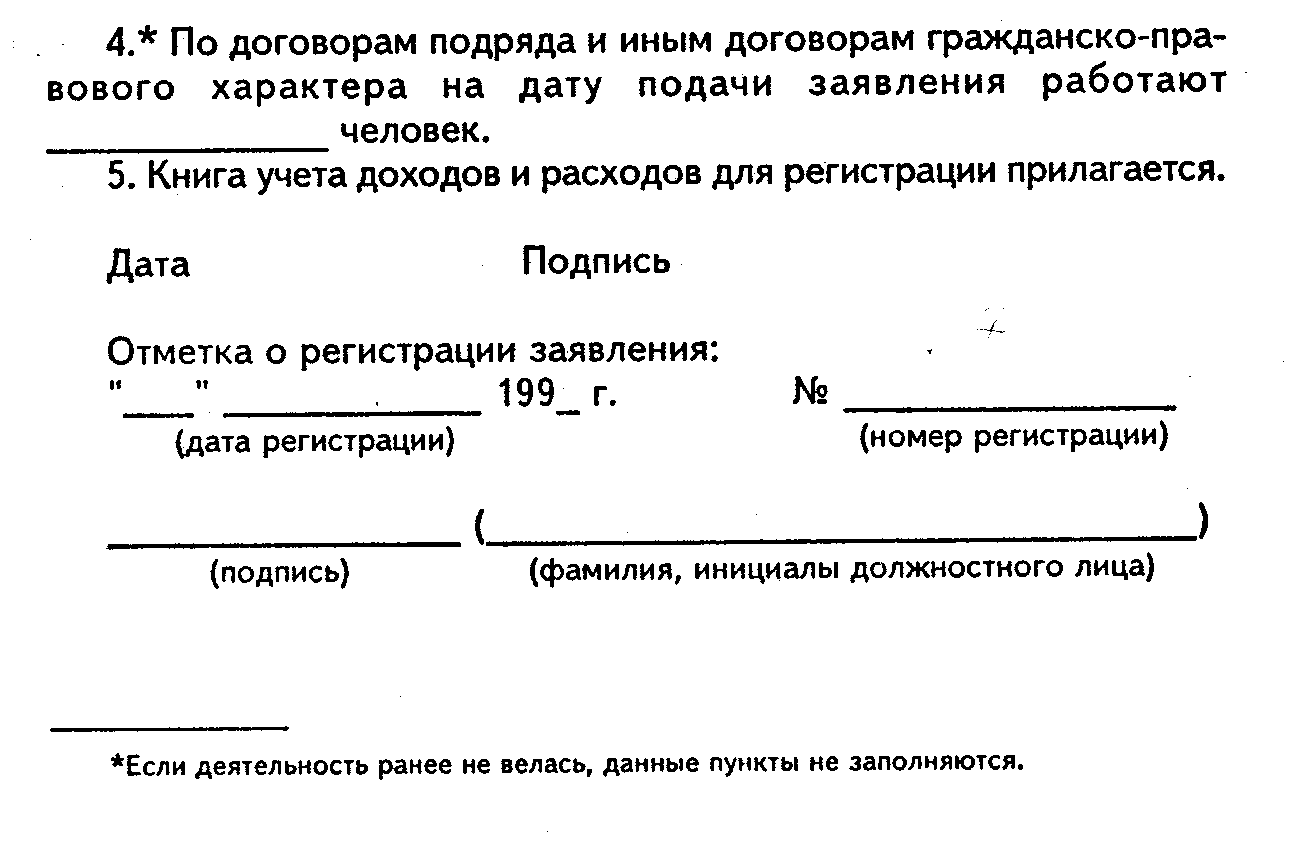 4.* По договорам подряда и иным договорам гражданско-пра-
вового характера на дату подачи заявления работают
____________ человек.
5. Книга учета доходов и расходов для регистрации прилагается.
Дата Подпись
Отметка о регистрации заявления:
"___" ___________ 199_ г. № ______________
(дата регистрации) (номер регистрации)
_______________ (______________________________)
(подпись) (фамилия, инициалы должностного лица)
*Если деятельность ранее не велась, данные пункты не заполняются.